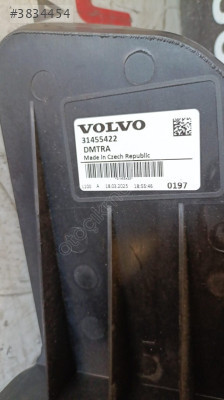 #3834454
VOLVO
31455422
DMTRA
Made in Czech Republic
0197